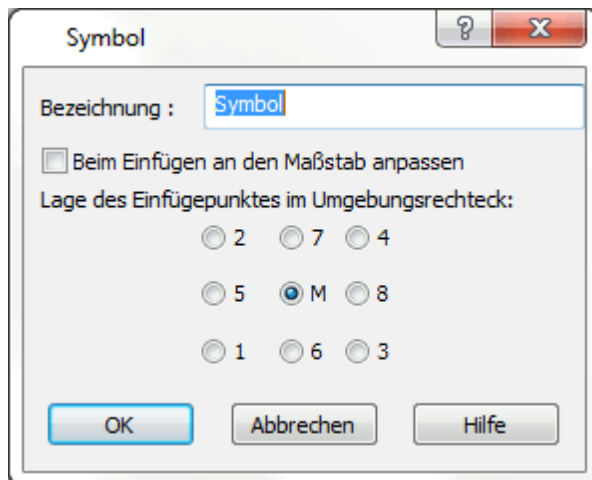 Symbol
Bezeichnung : Symbol
Beim Einfügen an den Maßstab anpassen
Lage des Einfügepunktes im Umgebungsrechteck:
2 7 4
5 M 8
1 6 3
OK Abbrechen Hilfe